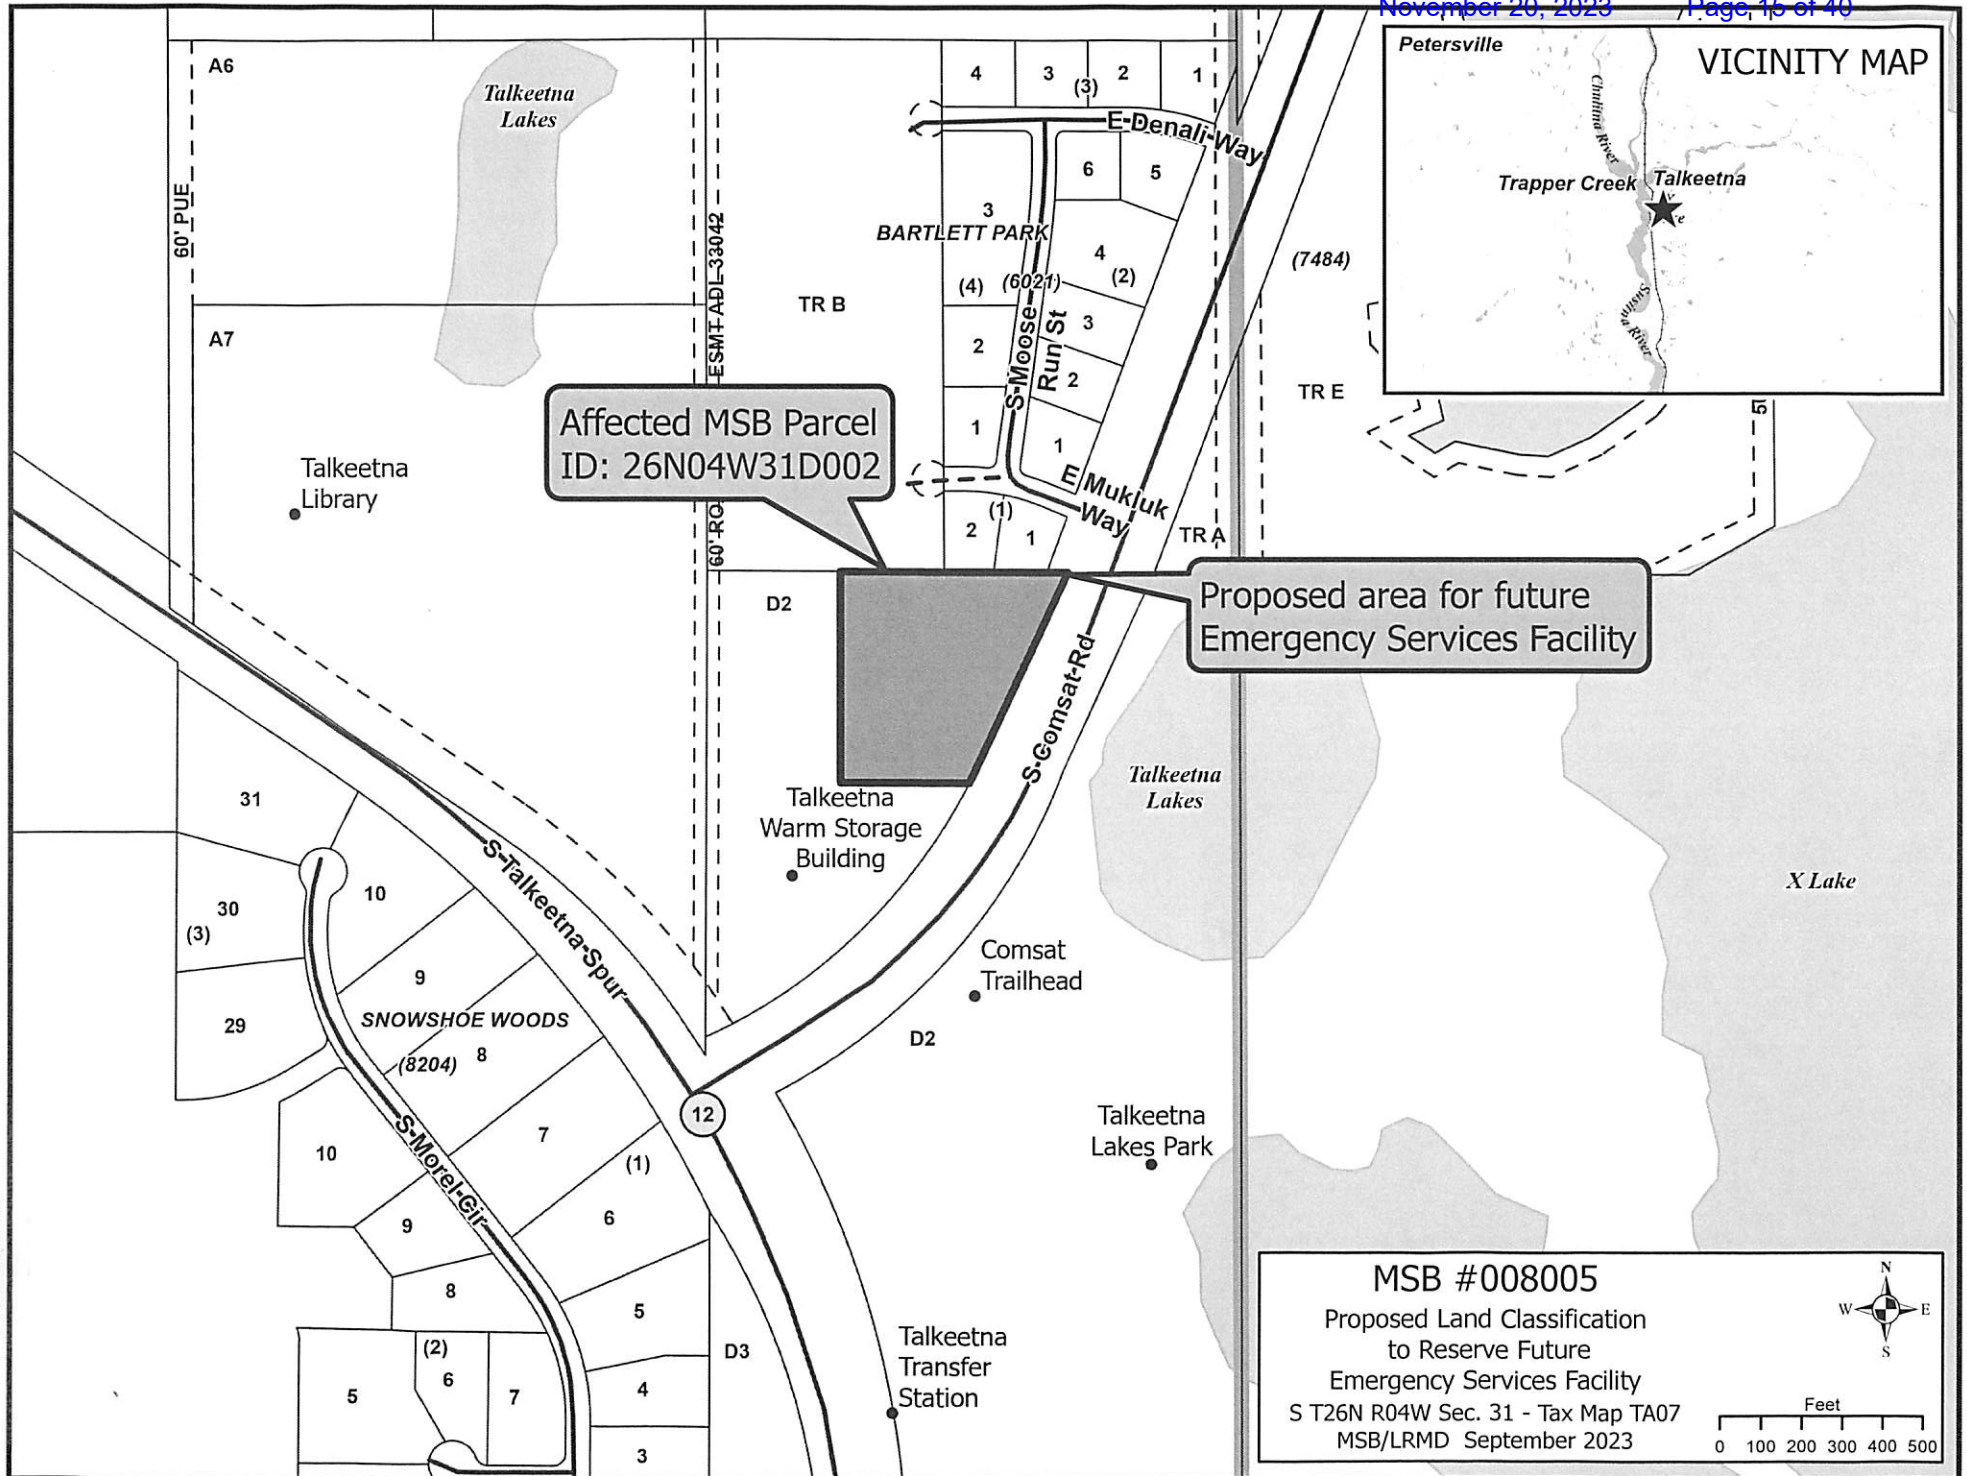 November 20, 2023 Page 15 of 40
Petersville
VICINITY MAP
Chulitna River
Trapper Creek
Talkeetna
Susitna River
A6
Talkeetna
Lakes
4
3
(3)
2
1
E Denali Way
60' PUE
6
5
3
BARTLETT PARK
4
(2)
(4)
(6021)
(7484)
60' ROW ESMT ADL 33042
TR B
A7
2
S Moose
Run St
3
2
TR E
1
1
Affected MSB Parcel
ID: 26N04W31D002
Talkeetna
Library
E Mukluk
Way
(1)
2
1
TR A
D2
Proposed area for future
Emergency Services Facility
S Comsat Rd
Talkeetna
Lakes
Talkeetna
Warm Storage
Building
X Lake
31
S Talkeetna Spur
10
30
(3)
9
Comsat
Trailhead
29
SNOWSHOE WOODS
(8204)
8
D2
12
S Morel Cir
7
(1)
10
Talkeetna
Lakes Park
9
6
8
5
D3
(2)
5
6
7
4
3
Talkeetna
Transfer
Station
MSB #008005
Proposed Land Classification
to Reserve Future
Emergency Services Facility
S T26N R04W Sec. 31 - Tax Map TA07
MSB/LRMD September 2023
N
W E
S
Feet
0 100 200 300 400 500